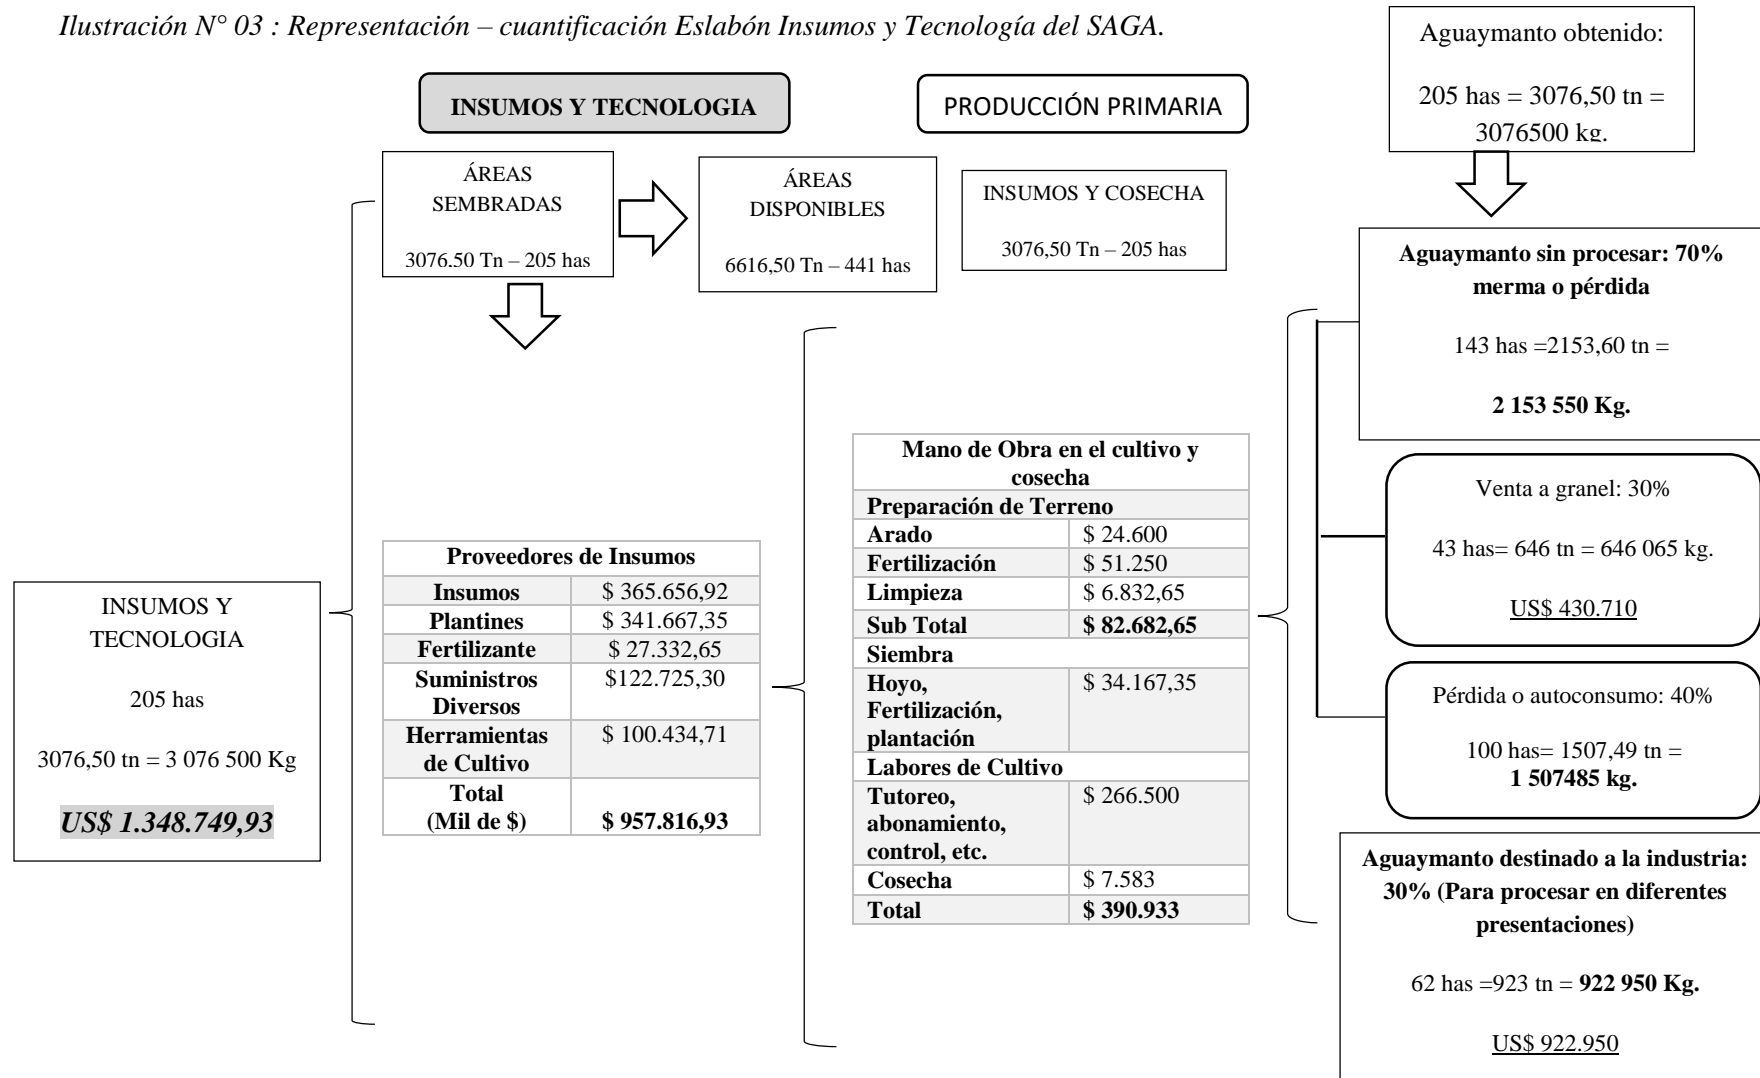 Ilustración N° 03 : Representación – cuantificación Eslabón Insumos y Tecnología del SAGA.
INSUMOS Y TECNOLOGIA
PRODUCCIÓN PRIMARIA
Aguaymanto obtenido:
205 has = 3076,50 tn =
3076500 kg.
ÁREAS
SEMBRADAS
3076.50 Tn – 205 has
ÁREAS
DISPONIBLES
6616,50 Tn – 441 has
INSUMOS Y COSECHA
3076,50 Tn – 205 has
INSUMOS Y
TECNOLOGIA
205 has
3076,50 tn = 3 076 500 Kg
US$ 1.348.749,93
Proveedores de Insumos
Insumos $ 365.656,92
Plantines $ 341.667,35
Fertilizante $ 27.332,65
Suministros $122.725,30
Diversos
Herramientas $ 100.434,71
de Cultivo
Total
(Mil de $) $ 957.816,93
Mano de Obra en el cultivo y
cosecha
Preparación de Terreno
Arado $ 24.600
Fertilización $ 51.250
Limpieza $ 6.832,65
Sub Total $ 82.682,65
Siembra
Hoyo, $ 34.167,35
Fertilización,
plantación
Labores de Cultivo
Tutoreo, $ 266.500
abonamiento,
control, etc.
Cosecha $ 7.583
Total $ 390.933
Aguaymanto sin procesar: 70%
merma o pérdida
143 has =2153,60 tn =
2 153 550 Kg.
Venta a granel: 30%
43 has= 646 tn = 646 065 kg.
US$ 430.710
Pérdida o autoconsumo: 40%
100 has= 1507,49 tn =
1 507485 kg.
Aguaymanto destinado a la industria:
30% (Para procesar en diferentes
presentaciones)
62 has =923 tn = 922 950 Kg.
US$ 922.950